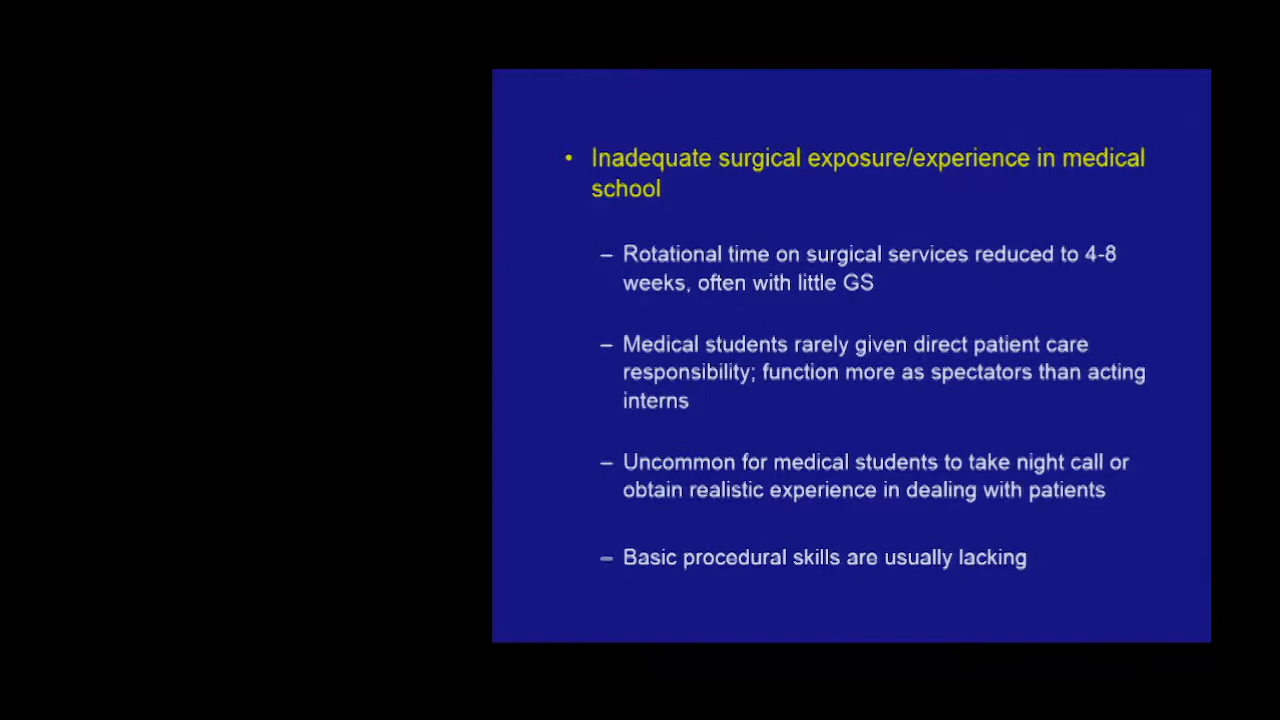 • Inadequate surgical exposure/experience in medical
school
– Rotational time on surgical services reduced to 4-8
weeks, often with little GS
– Medical students rarely given direct patient care
responsibility; function more as spectators than acting
interns
– Uncommon for medical students to take night call or
obtain realistic experience in dealing with patients
– Basic procedural skills are usually lacking